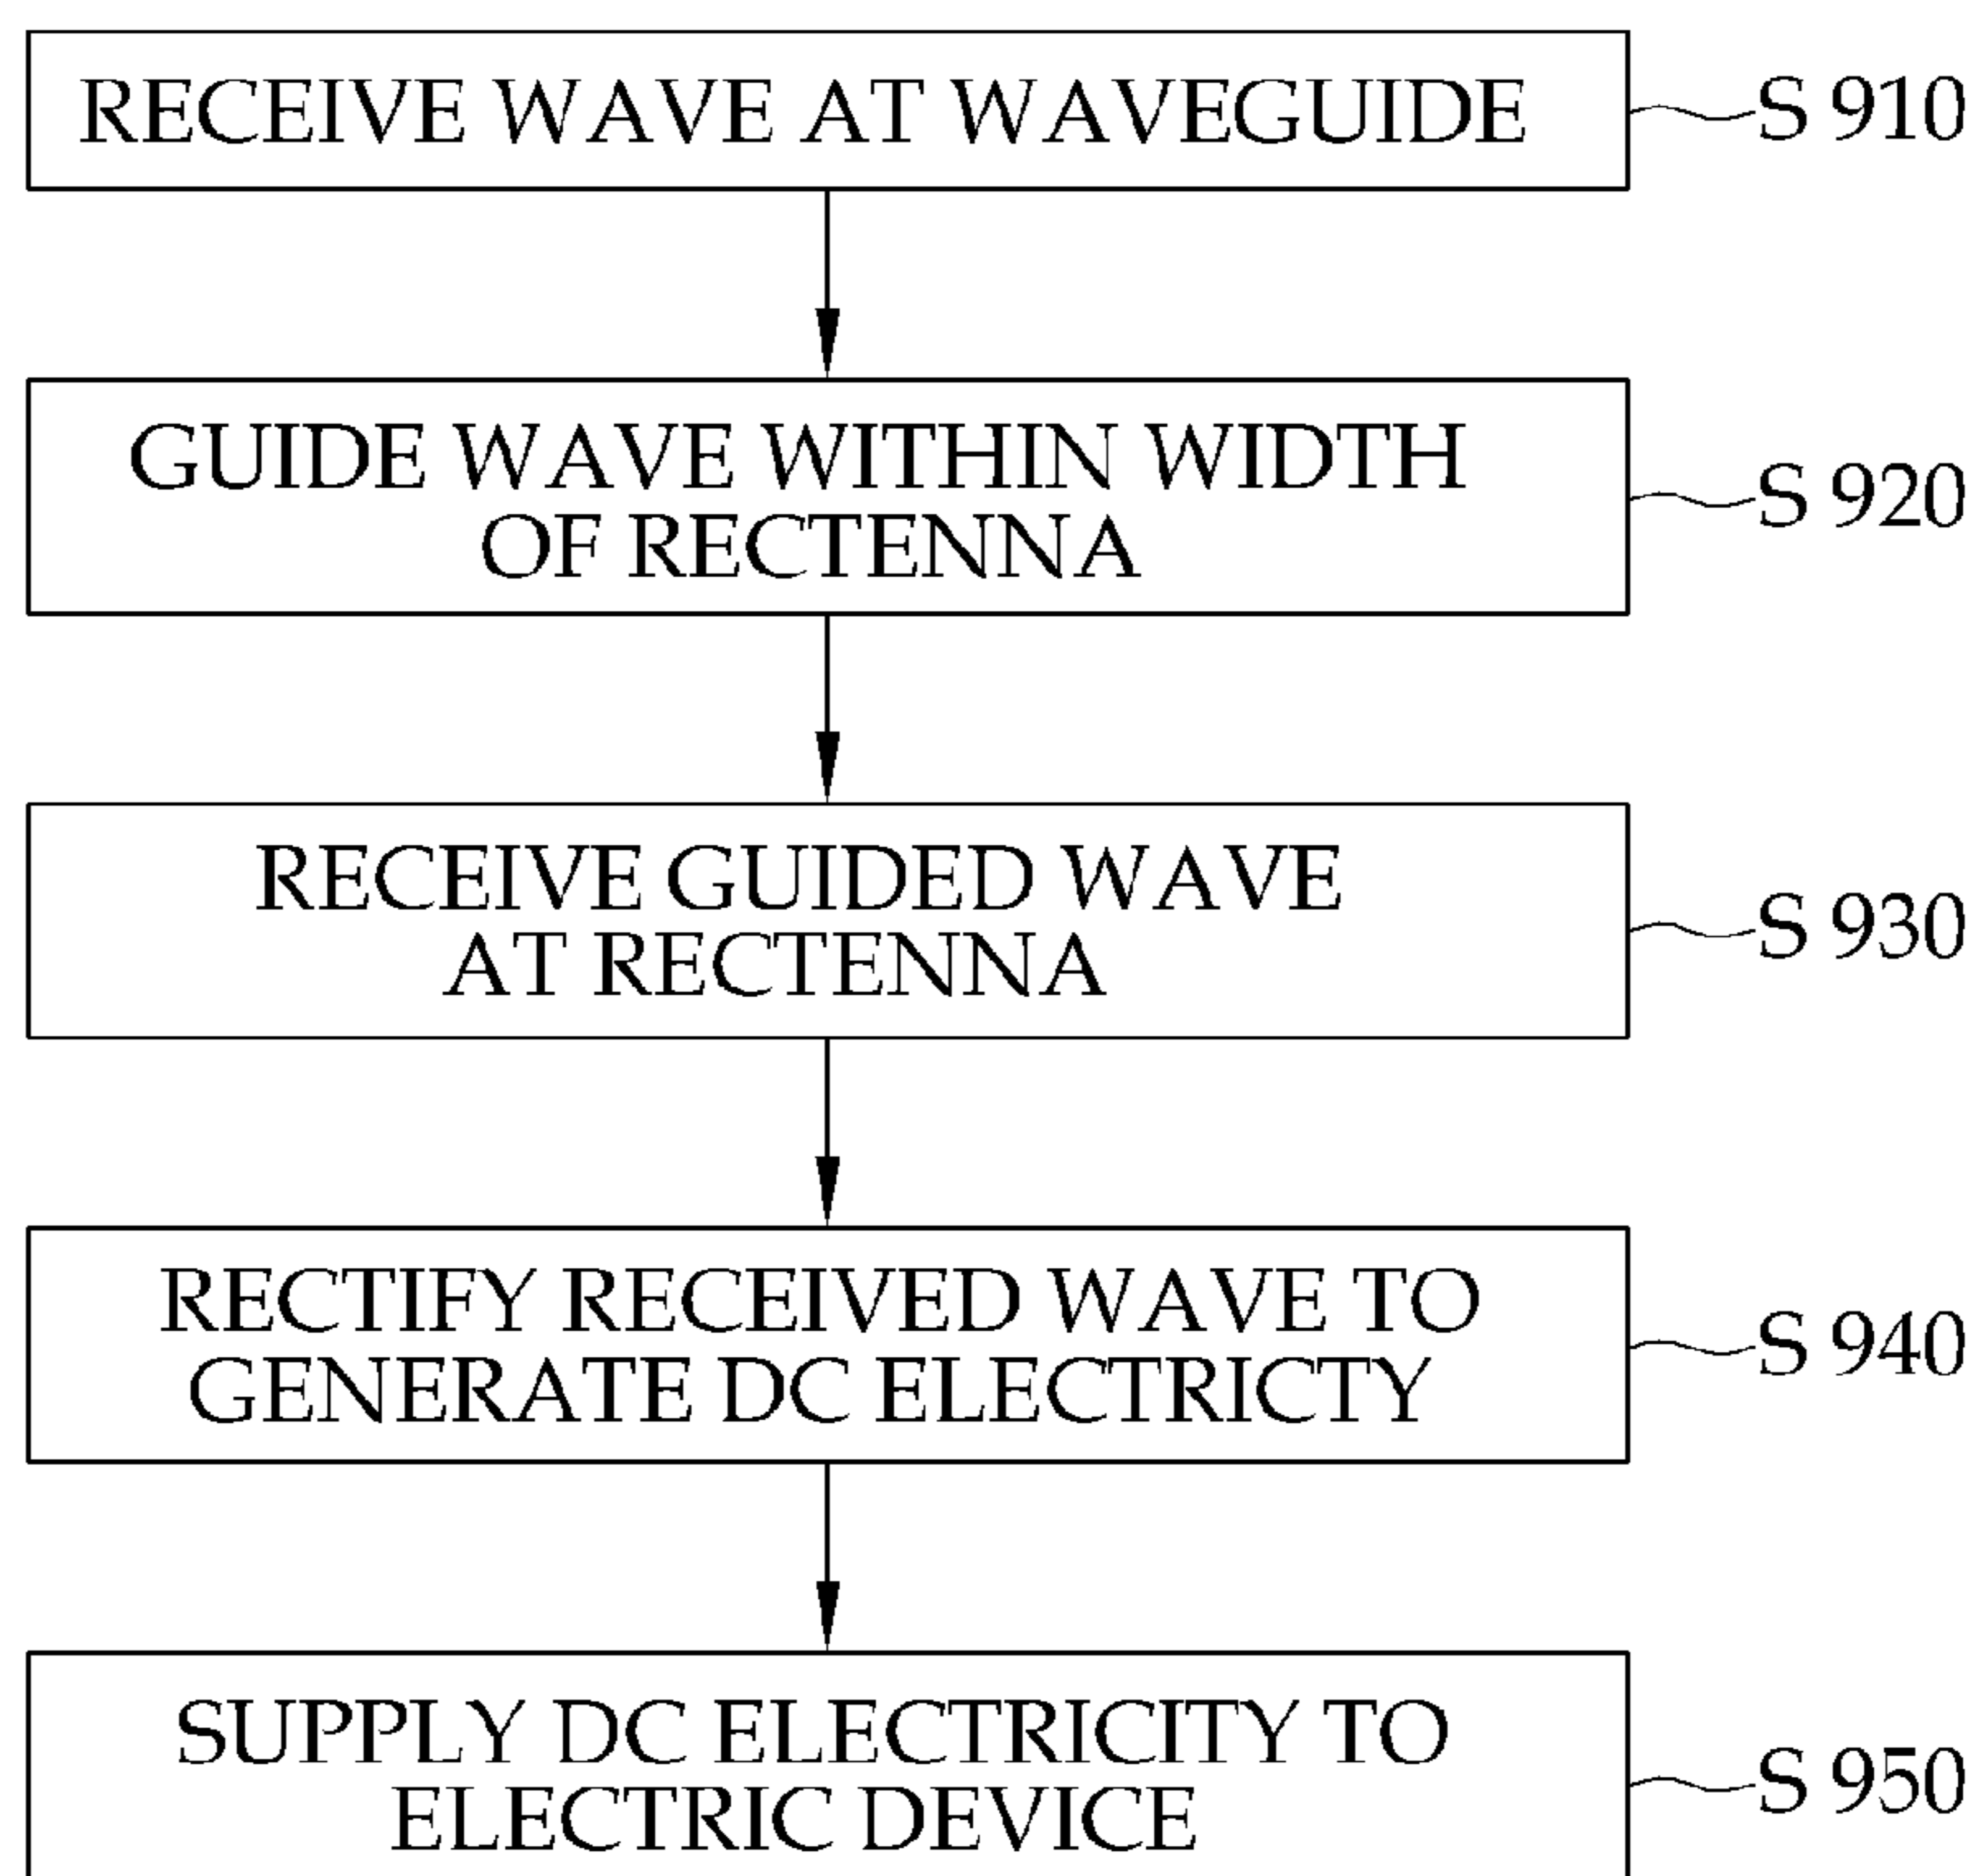 RECEIVE WAVE AT WAVEGUIDE
S 910
GUIDE WAVE WITHIN WIDTH
OF RECTENNA
S 920
RECEIVE GUIDED WAVE
AT RECTENNA
S 930
RECTIFY RECEIVED WAVE TO
GENERATE DC ELECTRICTY
S 940
SUPPLY DC ELECTRICITY TO
ELECTRIC DEVICE
S 950